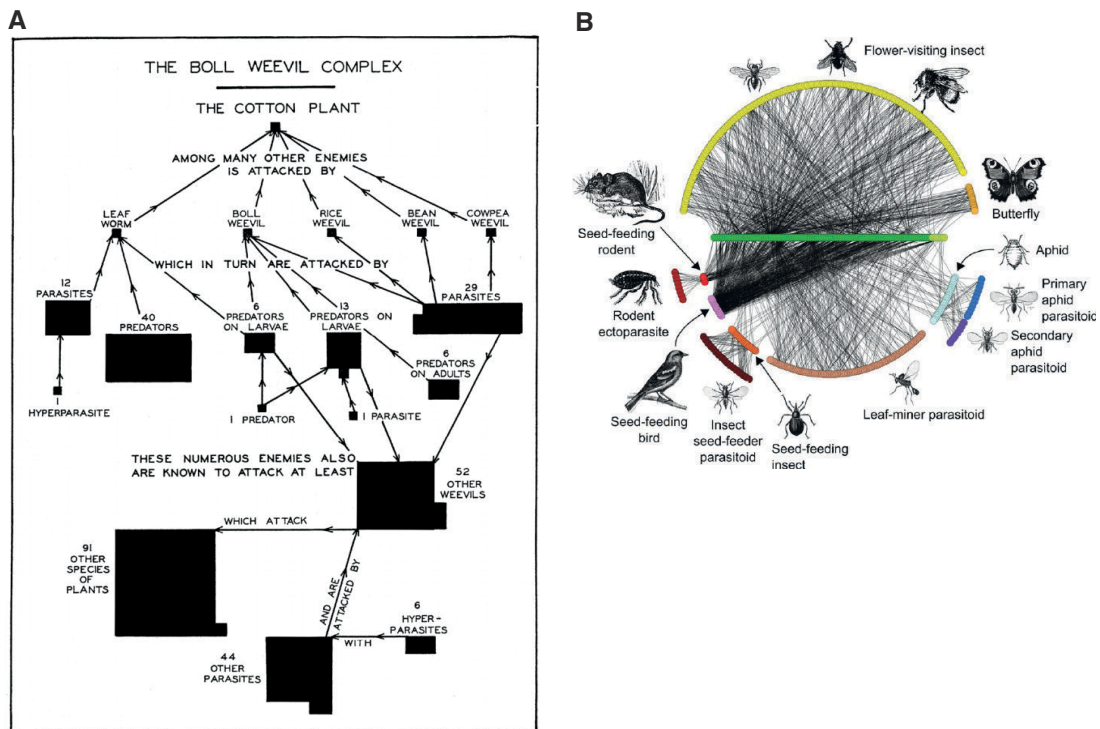 A
THE BOLL WEEVIL COMPLEX
THE COTTON PLANT
AMONG MANY OTHER ENEMIES
IS ATTACKED BY
LEAF
WORM
BOLL
WEEVIL
RICE
WEEVIL
BEAN
WEEVIL
COWPEA
WEEVIL
WHICH IN TURN ARE ATTACKED BY
12
PARASITES
40
PREDATORS
6
PREDATORS
ON LARVAE
13
PREDATORS ON
LARVAE
29
PARASITES
6
PREDATORS
ON ADULTS
1
HYPERPARASITE
1 PREDATOR
1 PARASITE
THESE NUMEROUS ENEMIES ALSO
ARE KNOWN TO ATTACK AT LEAST
52
OTHER
WEEVILS
WHICH ATTACK
91
OTHER
SPECIES
OF
PLANTS
AND ARE
ATTACKED BY
6
HYPER-
PARASITES
WITH
44
OTHER
PARASITES
B
Flower-visiting insect
Butterfly
Seed-feeding
rodent
Aphid
Rodent
ectoparasite
Primary
aphid
parasitoid
Secondary
aphid
parasitoid
Leaf-miner parasitoid
Seed-feeding
bird
Insect
seed-feeder
parasitoid
Seed-feeding
insect